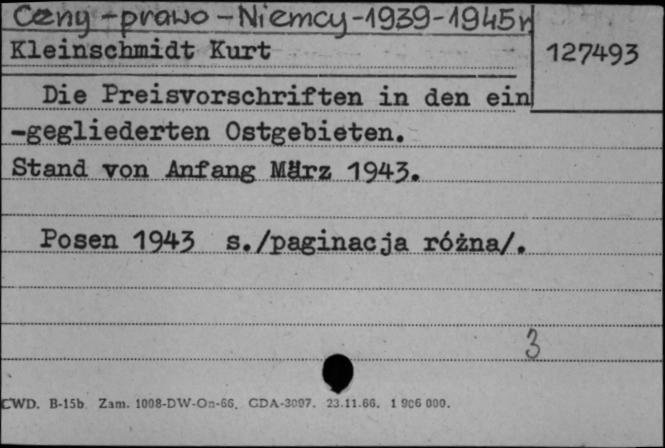 Ceny-prawo-Niemcy-1939-1945r
Kleinschmidt Kurt
127493
Die Preisvorschriften in den ein
-gegliederten Ostgebieten.
Stand von Anfang März 1943.
Posen 1943 s./paginacja różna/.
3
CWD. B-15b. Zam. 1008-DW-On-66. GDA-3097. 23.11.66. 1 906 000.